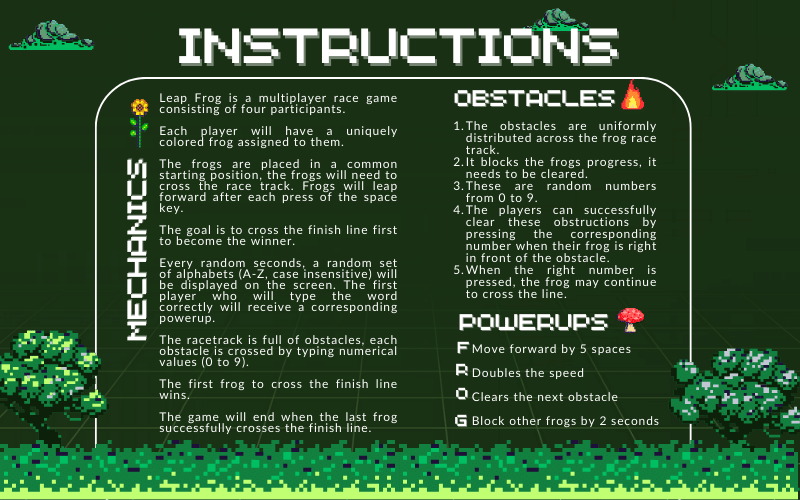 INSTRUCTIONS
MECHANICS
Leap Frog is a multiplayer race game
consisting of four participants.
Each player will have a uniquely
colored frog assigned to them.
The frogs are placed in a common
starting position, the frogs will need to
cross the race track. Frogs will leap
forward after each press of the space
key.
The goal is to cross the finish line first
to become the winner.
Every random seconds, a random set
of alphabets (A-Z, case insensitive) will
be displayed on the screen. The first
player who will type the word
correctly will receive a corresponding
powerup.
The racetrack is full of obstacles, each
obstacle is crossed by typing numerical
values (0 to 9).
The first frog to cross the finish line
wins.
The game will end when the last frog
successfully crosses the finish line.
OBSTACLES
1. The obstacles are uniformly
distributed across the frog race
track.
2. It blocks the frogs progress, it
needs to be cleared.
3. These are random numbers
from 0 to 9.
4. The players can successfully
clear these obstructions by
pressing the corresponding
number when their frog is right
in front of the obstacle.
5. When the right number is
pressed, the frog may continue
to cross the line.
POWERUPS
F Move forward by 5 spaces
R Doubles the speed
O Clears the next obstacle
G Block other frogs by 2 seconds